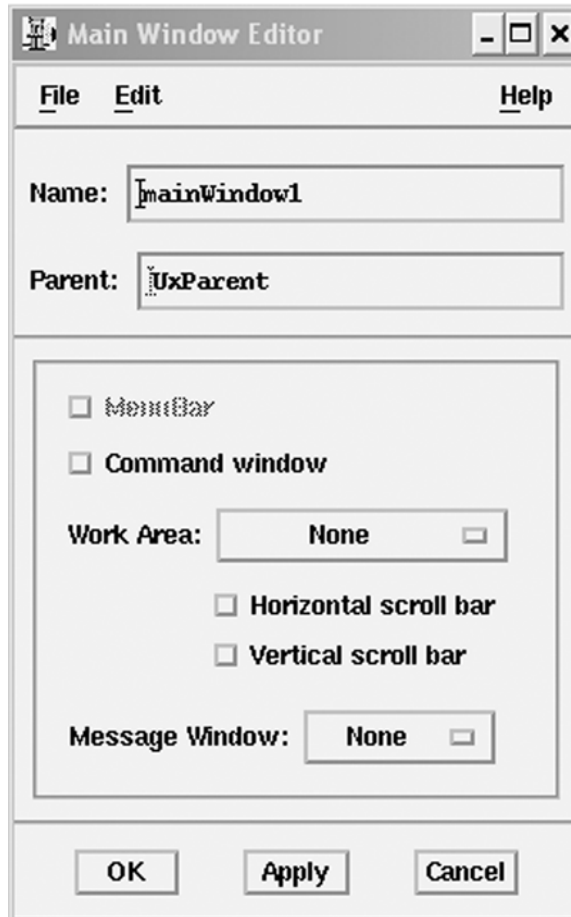 Main Window Editor
File Edit Help
Name: mainWindow1
Parent: UxParent
MenuBar
Command window
Work Area: None
Horizontal scroll bar
Vertical scroll bar
Message Window: None
OK Apply Cancel